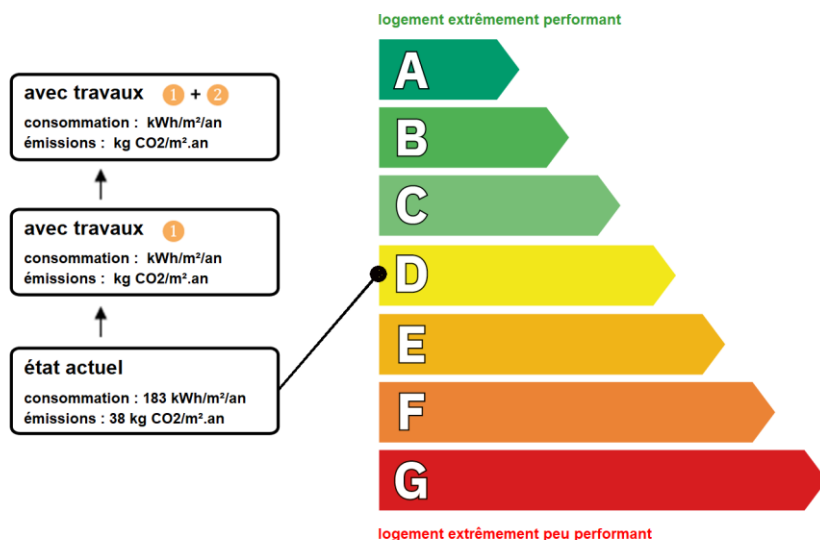 logement extrêmement performant
avec travaux 1 + 2
consommation : kWh/m²/an
émissions : kg CO2/m².an
avec travaux 1
consommation : kWh/m²/an
émissions : kg CO2/m².an
état actuel
consommation : 183 kWh/m²/an
émissions : 38 kg CO2/m².an
A
B
C
D
E
F
G
logement extrêmement peu performant